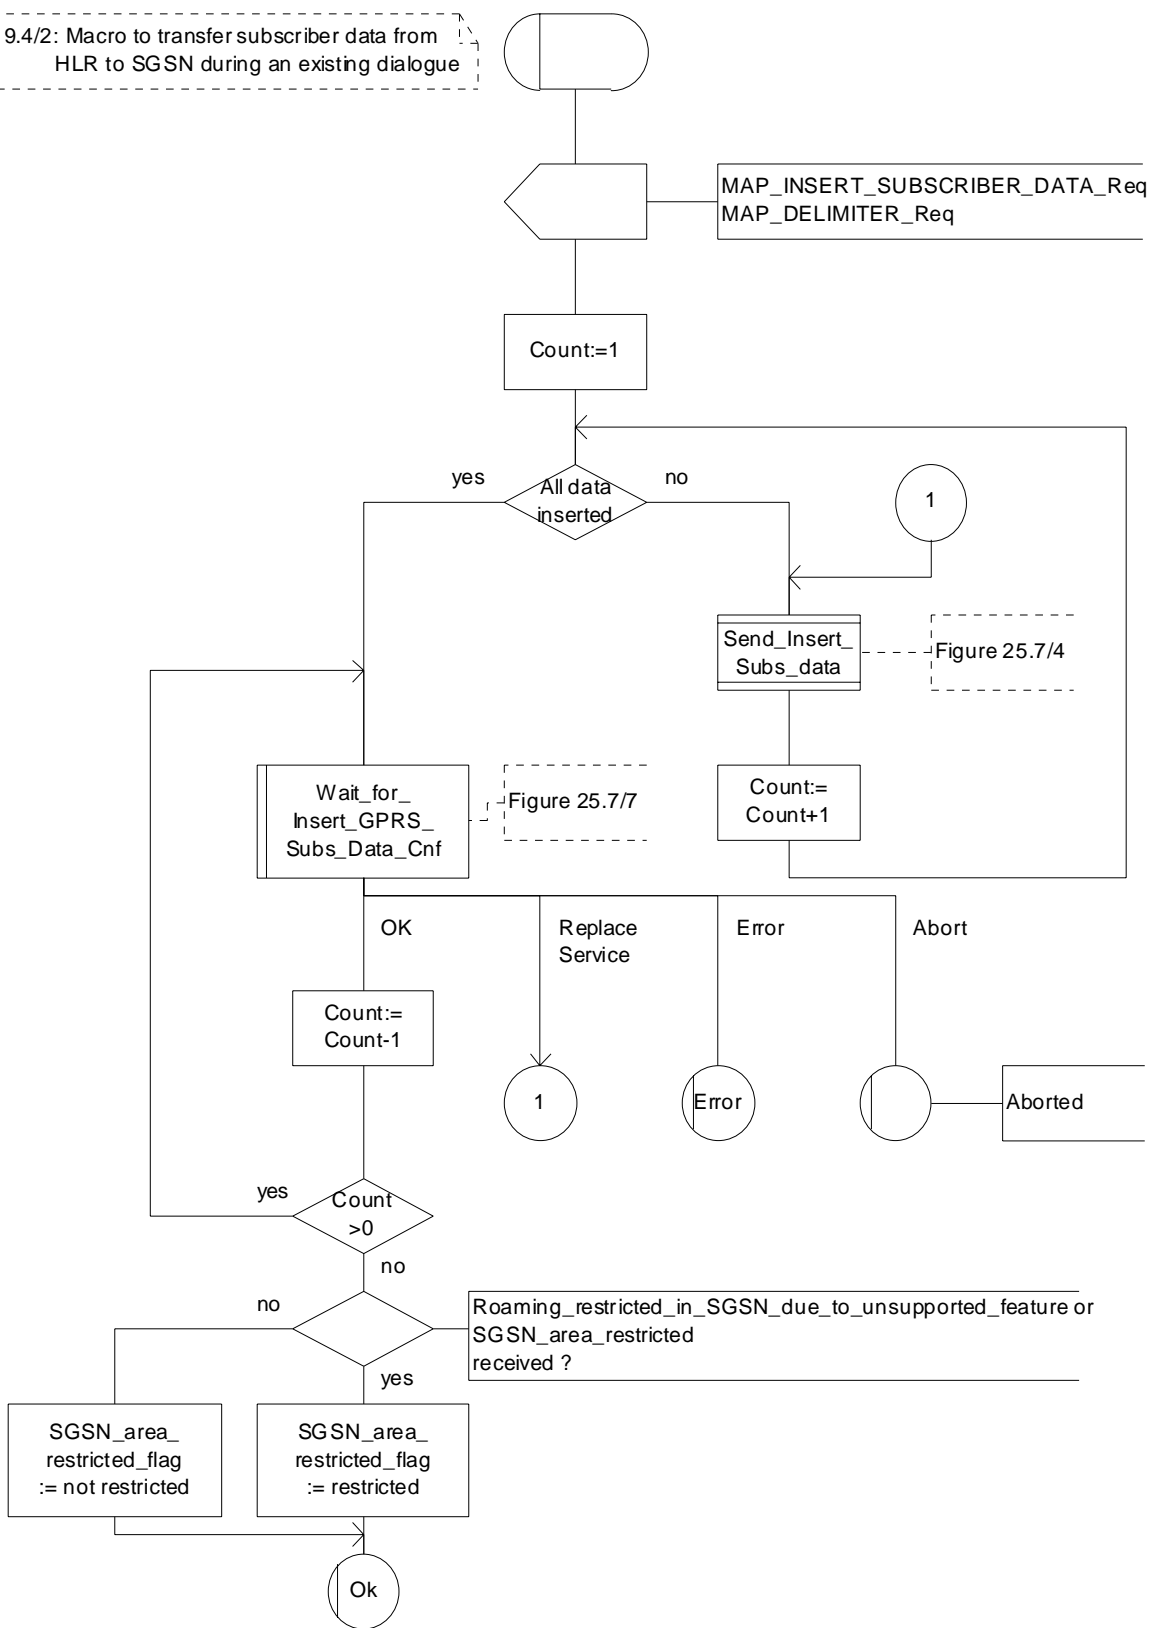 9.4/2: Macro to transfer subscriber data from
HLR to SGSN during an existing dialogue
MAP_INSERT_SUBSCRIBER_DATA_Req
MAP_DELIMITER_Req
Count:=1
yes
All data
inserted
no
1
Send_Insert_
Subs_data
Figure 25.7/4
Wait_for_
Insert_GPRS_
Subs_Data_Cnf
Figure 25.7/7
Count:=
Count+1
OK
Replace
Service
Error
Abort
Count:=
Count-1
1
Error
Aborted
yes
Count
>0
no
no
Roaming_restricted_in_SGSN_due_to_unsupported_feature or
SGSN_area_restricted
received ?
yes
SGSN_area_
restricted_flag
:= not restricted
SGSN_area_
restricted_flag
:= restricted
Ok